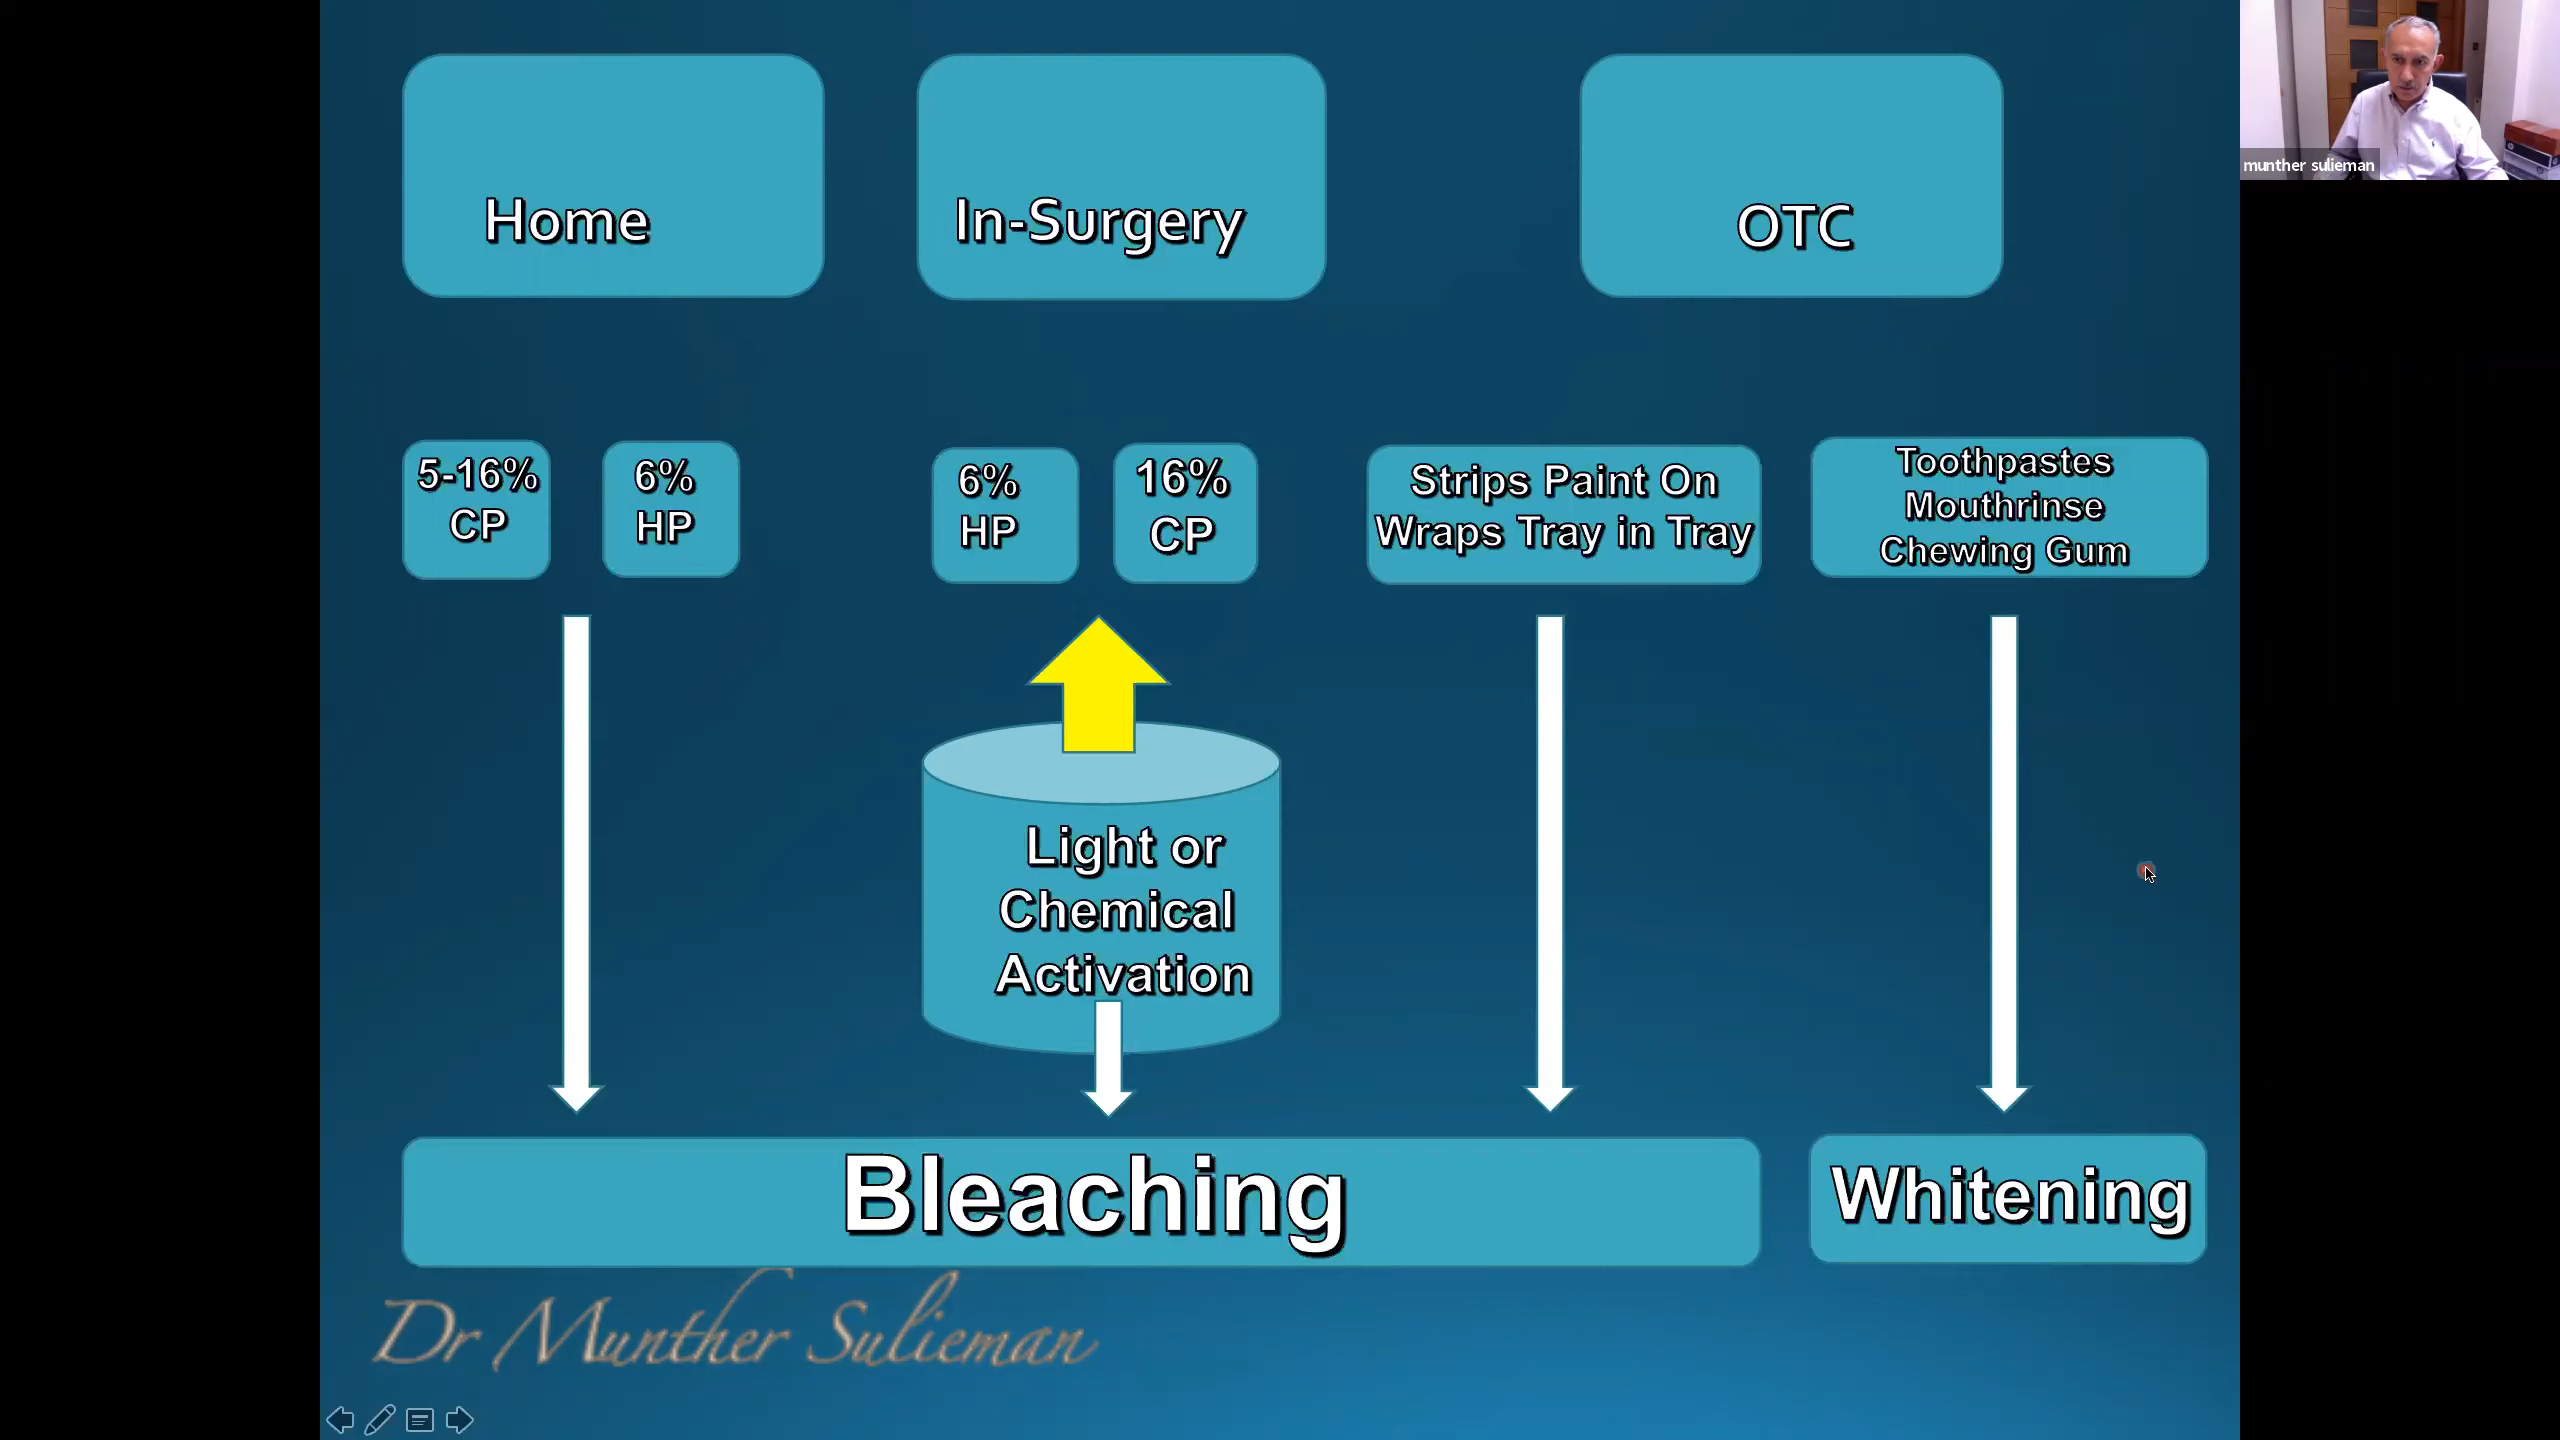 munther sulieman
Home
In-Surgery
OTC
5-16%
CP
6%
HP
6%
HP
16%
CP
Strips Paint On
Wraps Tray in Tray
Toothpastes
Mouthrinse
Chewing Gum
Light or
Chemical
Activation
Bleaching
Whitening
Dr Munther Sulieman